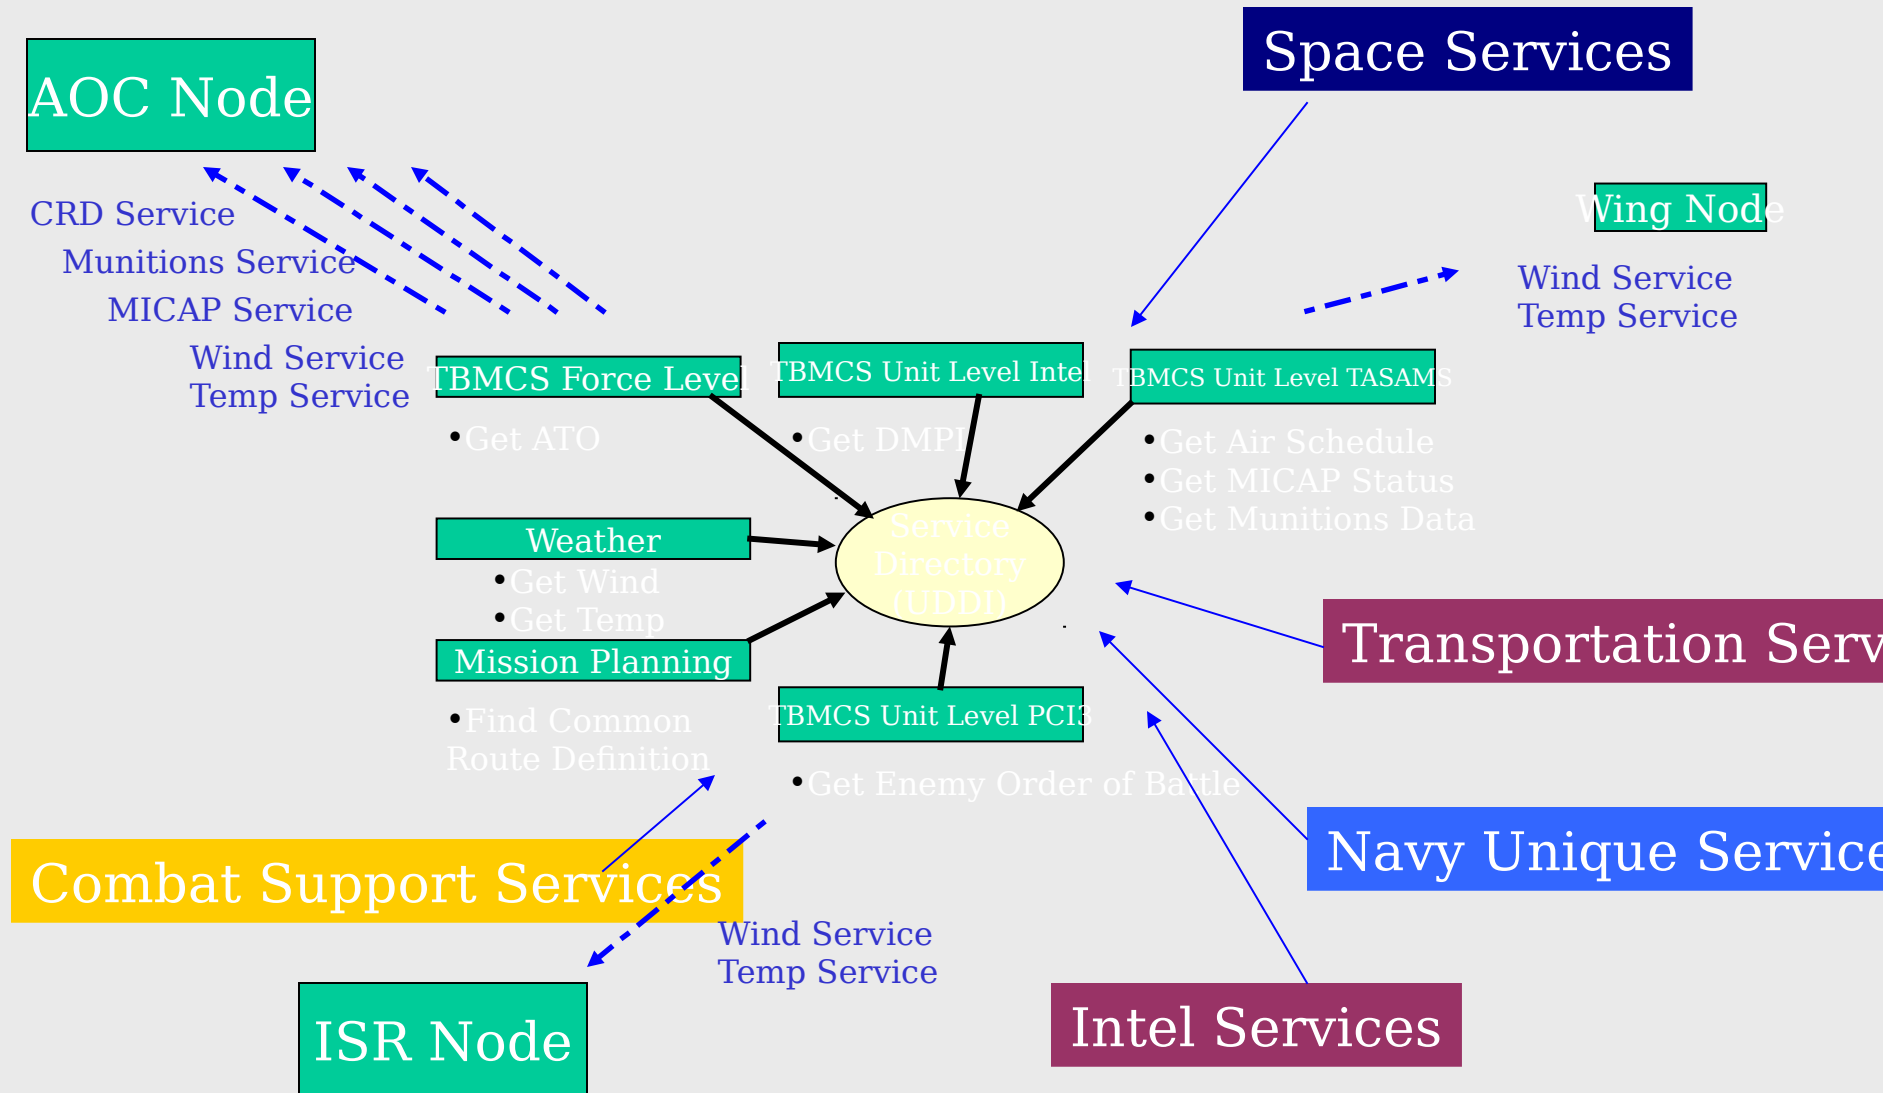 Space Services
AOC Node
Wing Node
CRD Service
Munitions Service
MICAP Service
Wind Service
Temp Service
Wind Service
Temp Service
TBMCS Force Level
TBMCS Unit Level Intel
TBMCS Unit Level TASAMS
•Get ATO
•Get DMPI
•Get Air Schedule
•Get MICAP Status
•Get Munitions Data
Service
Directory
(UDDI)
Weather
•Get Wind
•Get Temp
Mission Planning
•Find Common
Route Definition
TBMCS Unit Level PCI3
•Get Enemy Order of Battle
Transportation Serv
Navy Unique Service
Combat Support Services
Wind Service
Temp Service
ISR Node
Intel Services